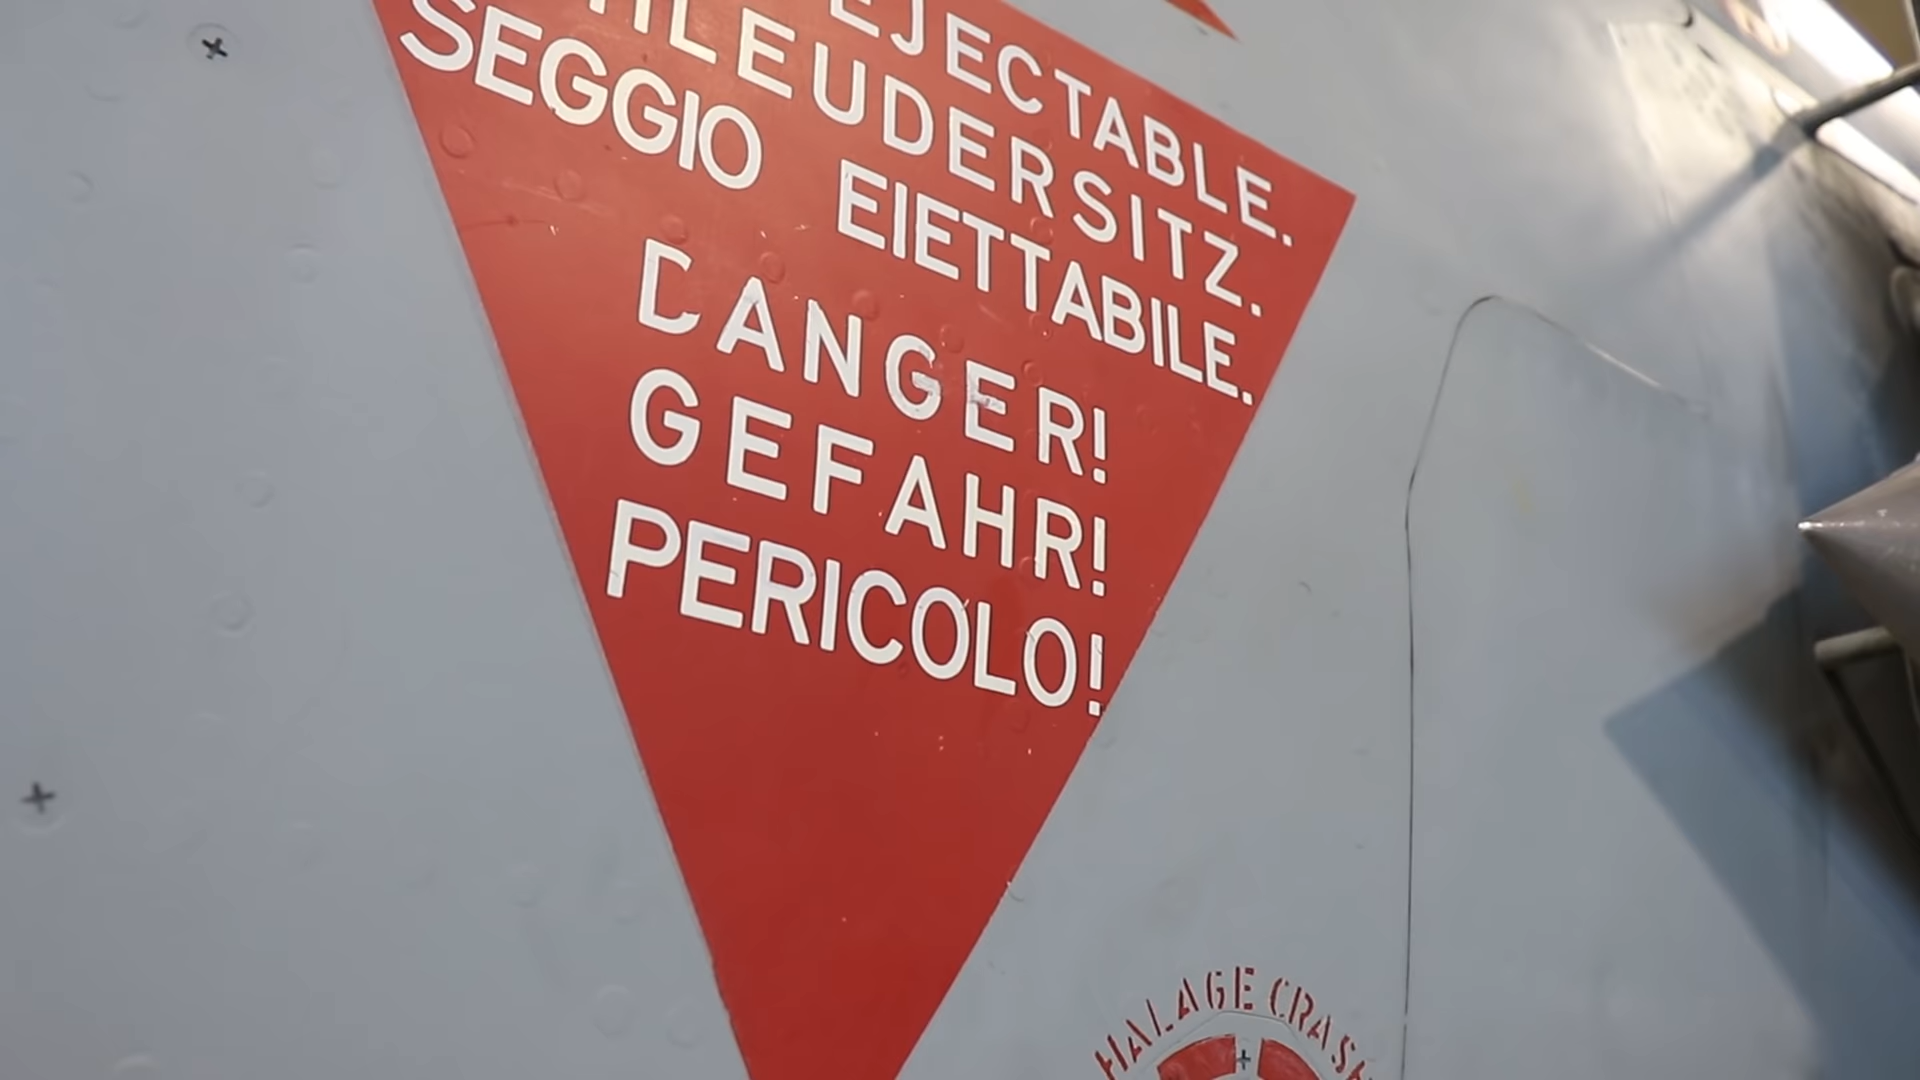 EJECTABLE.
SCHLEUDERSITZ.
SEGGIO EIETTABILE.
DANGER!
GEFAHR!
PERICOLO!
HALAGE CRASH